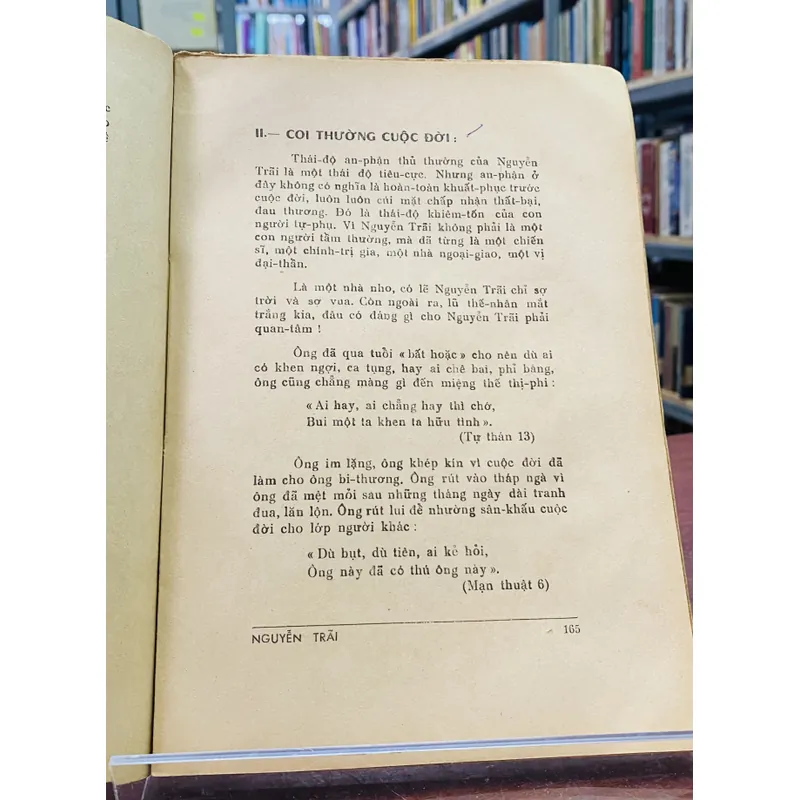 II.— COI THƯỜNG CUỘC ĐỜI :
Thái-độ an-phận thủ thường của Nguyễn
Trãi là một thái độ tiêu-cực. Nhưng an-phận ở
đây không có nghĩa là hoàn-toàn khuất-phục trước
cuộc đời, luôn luôn cúi mặt chấp nhận thất-bại,
đau thương. Đó là thái-độ khiêm-tốn của con
người tự-phụ. Vì Nguyễn Trãi không phải là một
con người tầm thường, mà đã từng là một chiến
sĩ, một chính-trị gia, một nhà ngoại-giao, một vị
đại-thần.
Là một nhà nho, có lẽ Nguyễn Trãi chỉ sợ
trời và sợ vua. Còn ngoài ra, lũ thế-nhân mắt
trắng kia, đâu có đáng gì cho Nguyễn Trãi phải
quan-tâm !
Ông đã qua tuổi « bất hoặc » cho nên dù ai
có khen ngợi, ca tụng, hay ai chê bai, phỉ báng,
ông cũng chẳng màng gì đến miệng thế thị-phi :
« Ai hay, ai chẳng hay thì chớ,
Bui một ta khen ta hữu tình ».
(Tự thán 13)
Ông im lặng, ông khép kín vì cuộc đời đã
làm cho ông bi-thương. Ông rút vào tháp ngà vì
ông đã mệt mỏi sau những tháng ngày dài tranh
đua, lăn lộn. Ông rút lui để nhường sân-khấu cuộc
đời cho lớp người khác :
« Dù bụt, dù tiên, ai kẻ hỏi,
Ông này đã có thú ông này ».
(Mạn thuật 6)
NGUYỄN TRÃI 165